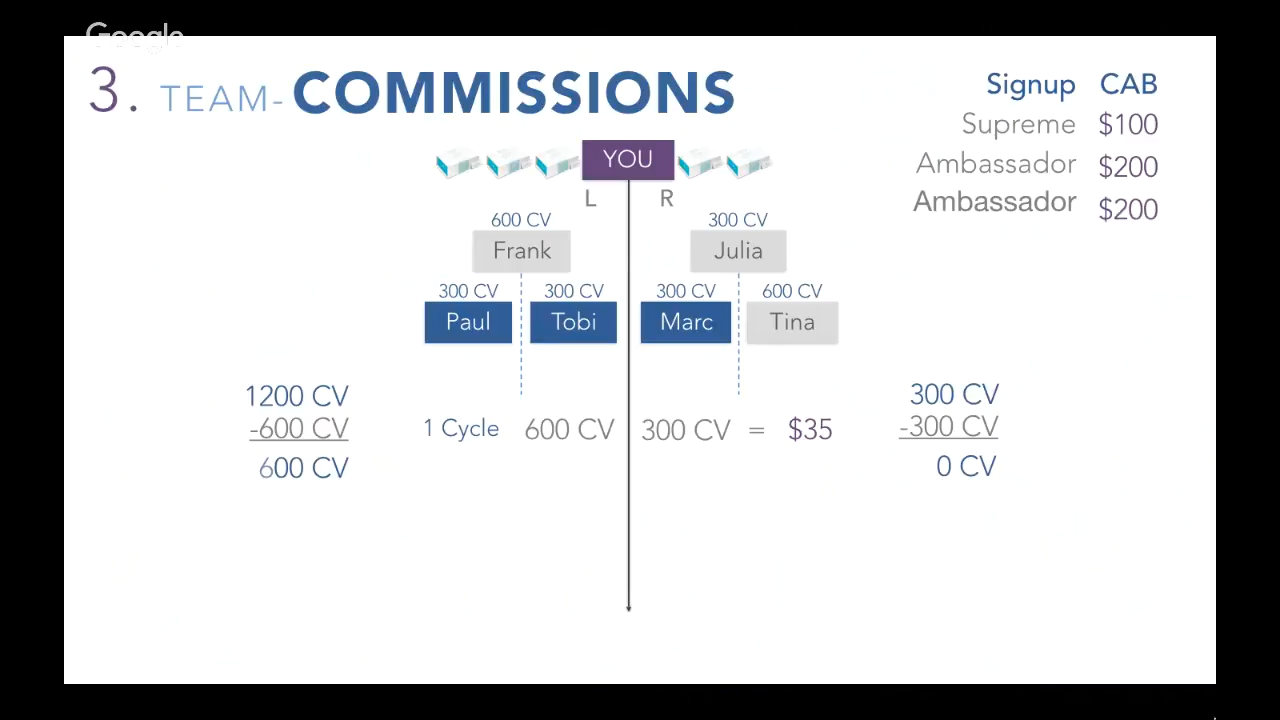 Google
3. TEAM-COMMISSIONS
Signup CAB
Supreme $100
Ambassador $200
Ambassador $200
YOU
L R
600 CV 300 CV
Frank Julia
300 CV 300 CV 300 CV 600 CV
Paul Tobi Marc Tina
1200 CV 300 CV
-600 CV 1 Cycle 600 CV 300 CV = $35 -300 CV
600 CV 0 CV